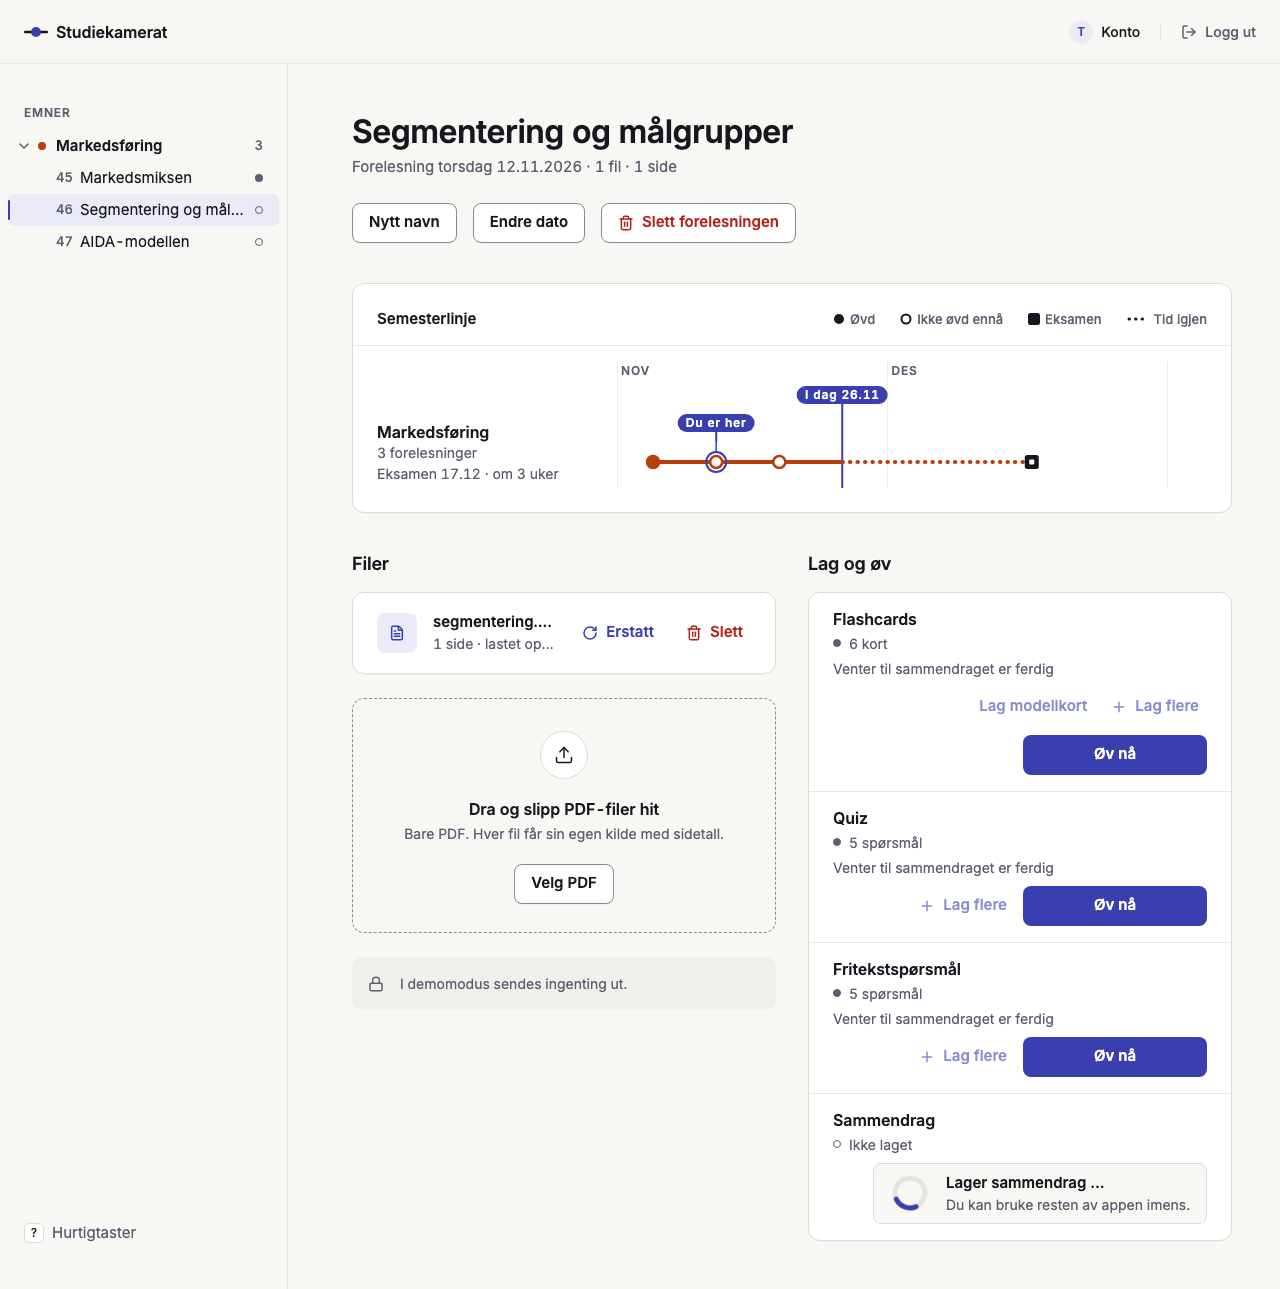 Studiekamerat
T Konto
Logg ut
EMNER
Markedsføring 3
45 Markedsmiksen
46 Segmentering og mål...
47 AIDA-modellen
? Hurtigtaster
Segmentering og målgrupper
Forelesning torsdag 12.11.2026 · 1 fil · 1 side
Nytt navn
Endre dato
Slett forelesningen
Semesterlinje
Øvd
Ikke øvd ennå
Eksamen
Tid igjen
NOV
DES
I dag 26.11
Du er her
Markedsføring
3 forelesninger
Eksamen 17.12 · om 3 uker
Filer
segmentering....
1 side · lastet op...
Erstatt
Slett
Dra og slipp PDF-filer hit
Bare PDF. Hver fil får sin egen kilde med sidetall.
Velg PDF
I demomodus sendes ingenting ut.
Lag og øv
Flashcards
6 kort
Venter til sammendraget er ferdig
Lag modellkort
Lag flere
Øv nå
Quiz
5 spørsmål
Venter til sammendraget er ferdig
Lag flere
Øv nå
Fritekstspørsmål
5 spørsmål
Venter til sammendraget er ferdig
Lag flere
Øv nå
Sammendrag
Ikke laget
Lager sammendrag ...
Du kan bruke resten av appen imens.